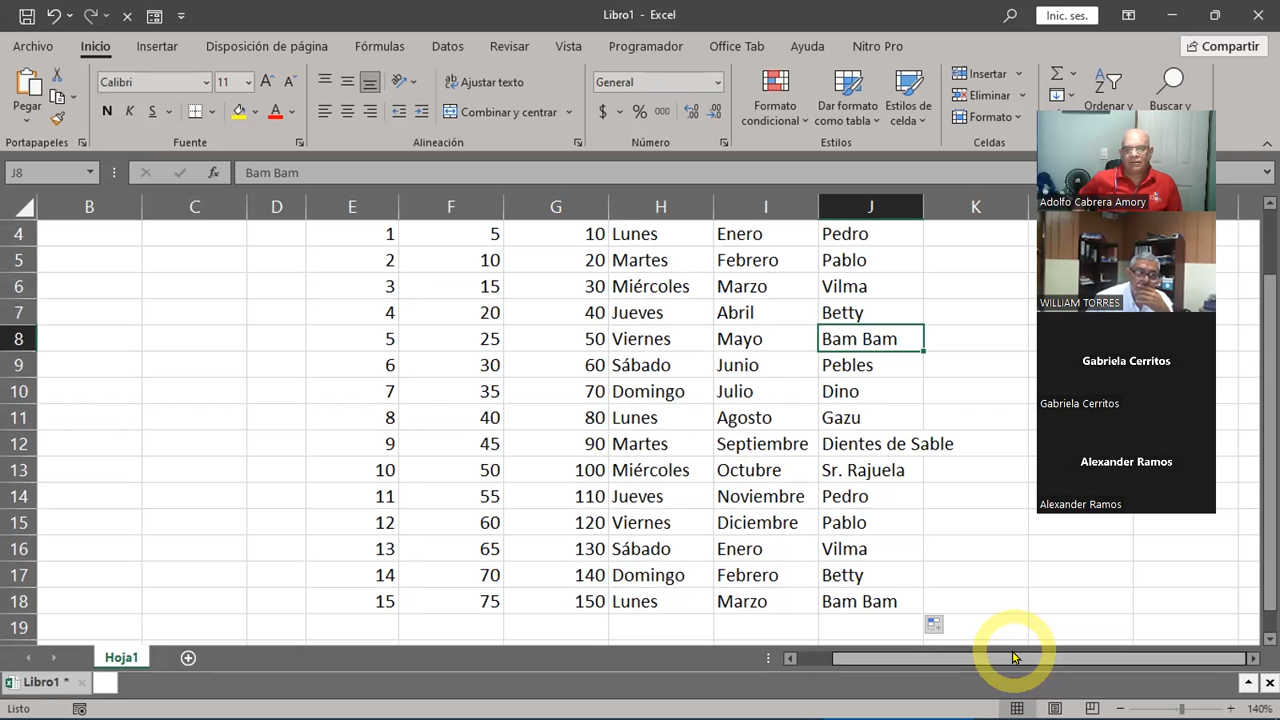 Libro1 - Excel
Inic. ses.
Archivo Inicio Insertar Disposición de página Fórmulas Datos Revisar Vista Programador Office Tab Ayuda Nitro Pro Compartir
Pegar
Calibri 11
N K S
Ajustar texto
Combinar y centrar
General
$ % 000
Formato condicional
Dar formato como tabla
Estilos de celda
Insertar
Eliminar
Formato
Ordenar y
Buscar y
Portapapeles Fuente Alineación Número Estilos Celdas
J8 fx Bam Bam
B C D E F G H I J K
4 1 5 10 Lunes Enero Pedro
5 2 10 20 Martes Febrero Pablo
6 3 15 30 Miércoles Marzo Vilma
7 4 20 40 Jueves Abril Betty
8 5 25 50 Viernes Mayo Bam Bam
9 6 30 60 Sábado Junio Pebles
10 7 35 70 Domingo Julio Dino
11 8 40 80 Lunes Agosto Gazu
12 9 45 90 Martes Septiembre Dientes de Sable
13 10 50 100 Miércoles Octubre Sr. Rajuela
14 11 55 110 Jueves Noviembre Pedro
15 12 60 120 Viernes Diciembre Pablo
16 13 65 130 Sábado Enero Vilma
17 14 70 140 Domingo Febrero Betty
18 15 75 150 Lunes Marzo Bam Bam
19
Adolfo Cabrera Amory
WILLIAM TORRES
Gabriela Cerritos
Gabriela Cerritos
Alexander Ramos
Alexander Ramos
Hoja1
Libro1 *
Listo
140%